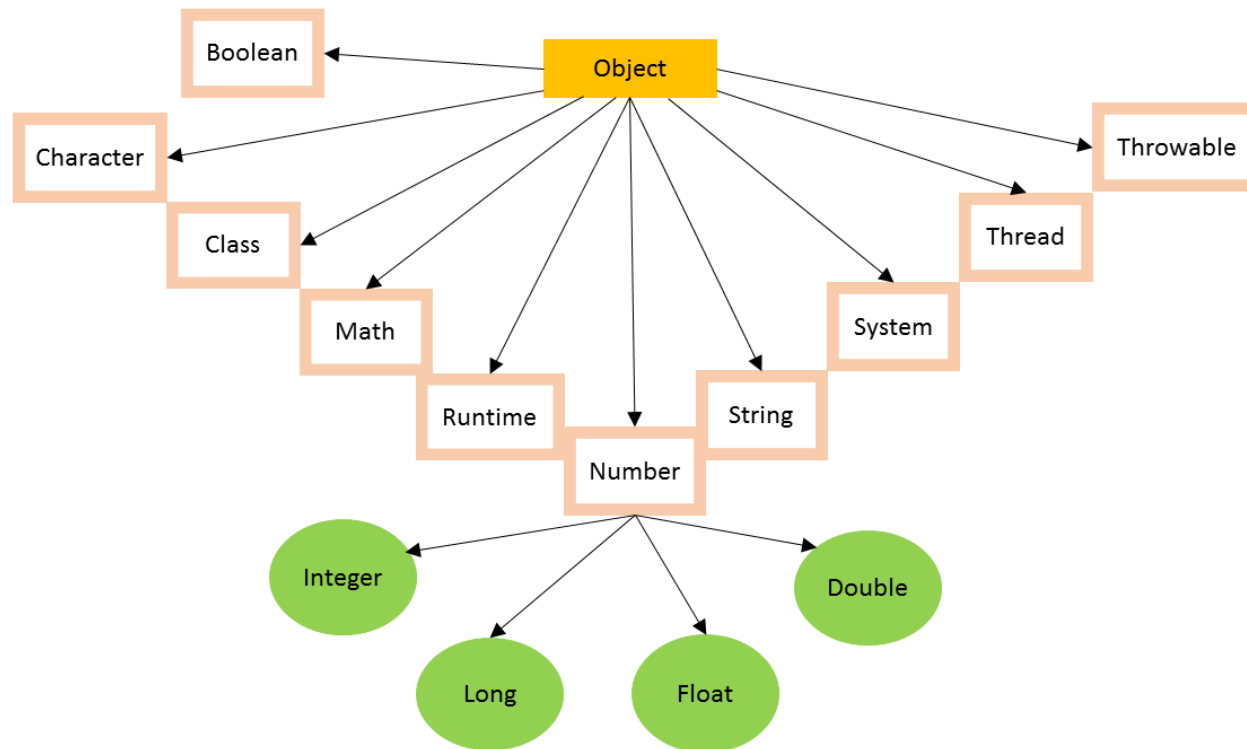 Boolean
Object
Character
Throwable
Class
Thread
Math
System
Runtime
String
Number
Integer
Double
Long
Float